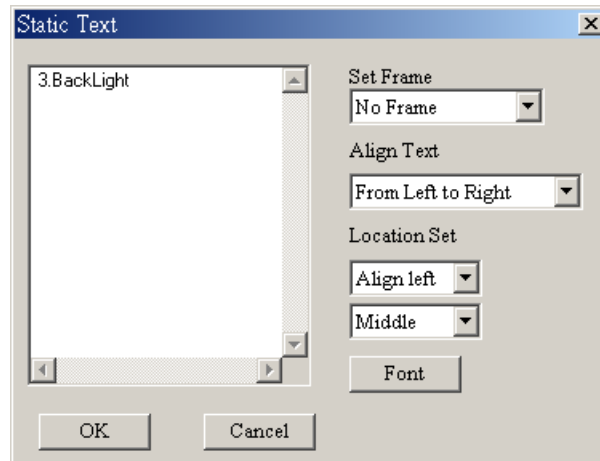 Static Text
3.BackLight
Set Frame
No Frame
Align Text
From Left to Right
Location Set
Align left
Middle
Font
OK
Cancel